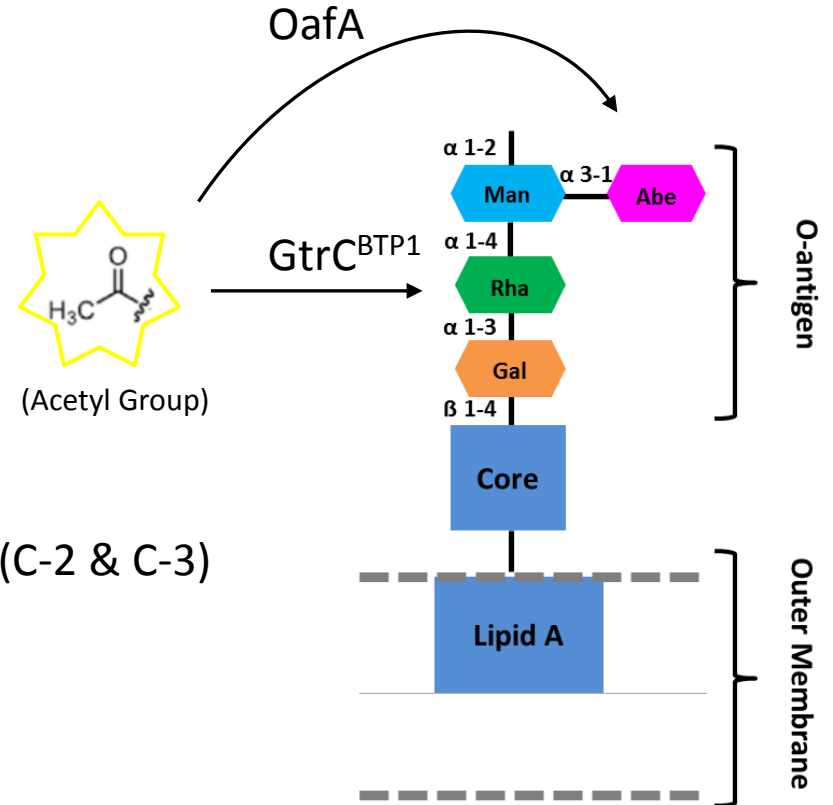 OafA
α 1-2
α 3-1
Man
Abe
α 1-4
GtrC^BTP1
Rha
O
H₃C
α 1-3
Gal
(Acetyl Group)
ß 1-4
O-antigen
Core
(C-2 & C-3)
Lipid A
Outer Membrane